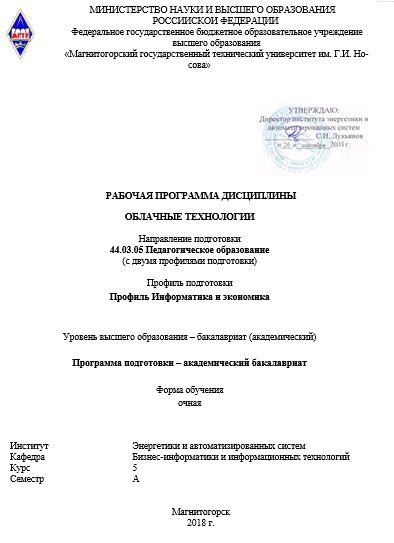 МИНИСТЕРСТВО НАУКИ И ВЫСШЕГО ОБРАЗОВАНИЯ
РОССИЙСКОЙ ФЕДЕРАЦИИ
Федеральное государственное бюджетное образовательное учреждение
высшего образования
«Магнитогорский государственный технический университет им. Г.И. Но-
сова»
УТВЕРЖДАЮ:
Директор института энергетики и
автоматизированных систем
С.И. Лукьянов
« 26 » сентября 2018 г.
РАБОЧАЯ ПРОГРАММА ДИСЦИПЛИНЫ
ОБЛАЧНЫЕ ТЕХНОЛОГИИ
Направление подготовки
44.03.05 Педагогическое образование
(с двумя профилями подготовки)
Профиль подготовки
Профиль Информатика и экономика
Уровень высшего образования – бакалавриат (академический)
Программа подготовки – академический бакалавриат
Форма обучения
очная
Институт Энергетики и автоматизированных систем
Кафедра Бизнес-информатики и информационных технологий
Курс 5
Семестр А
Магнитогорск
2018 г.